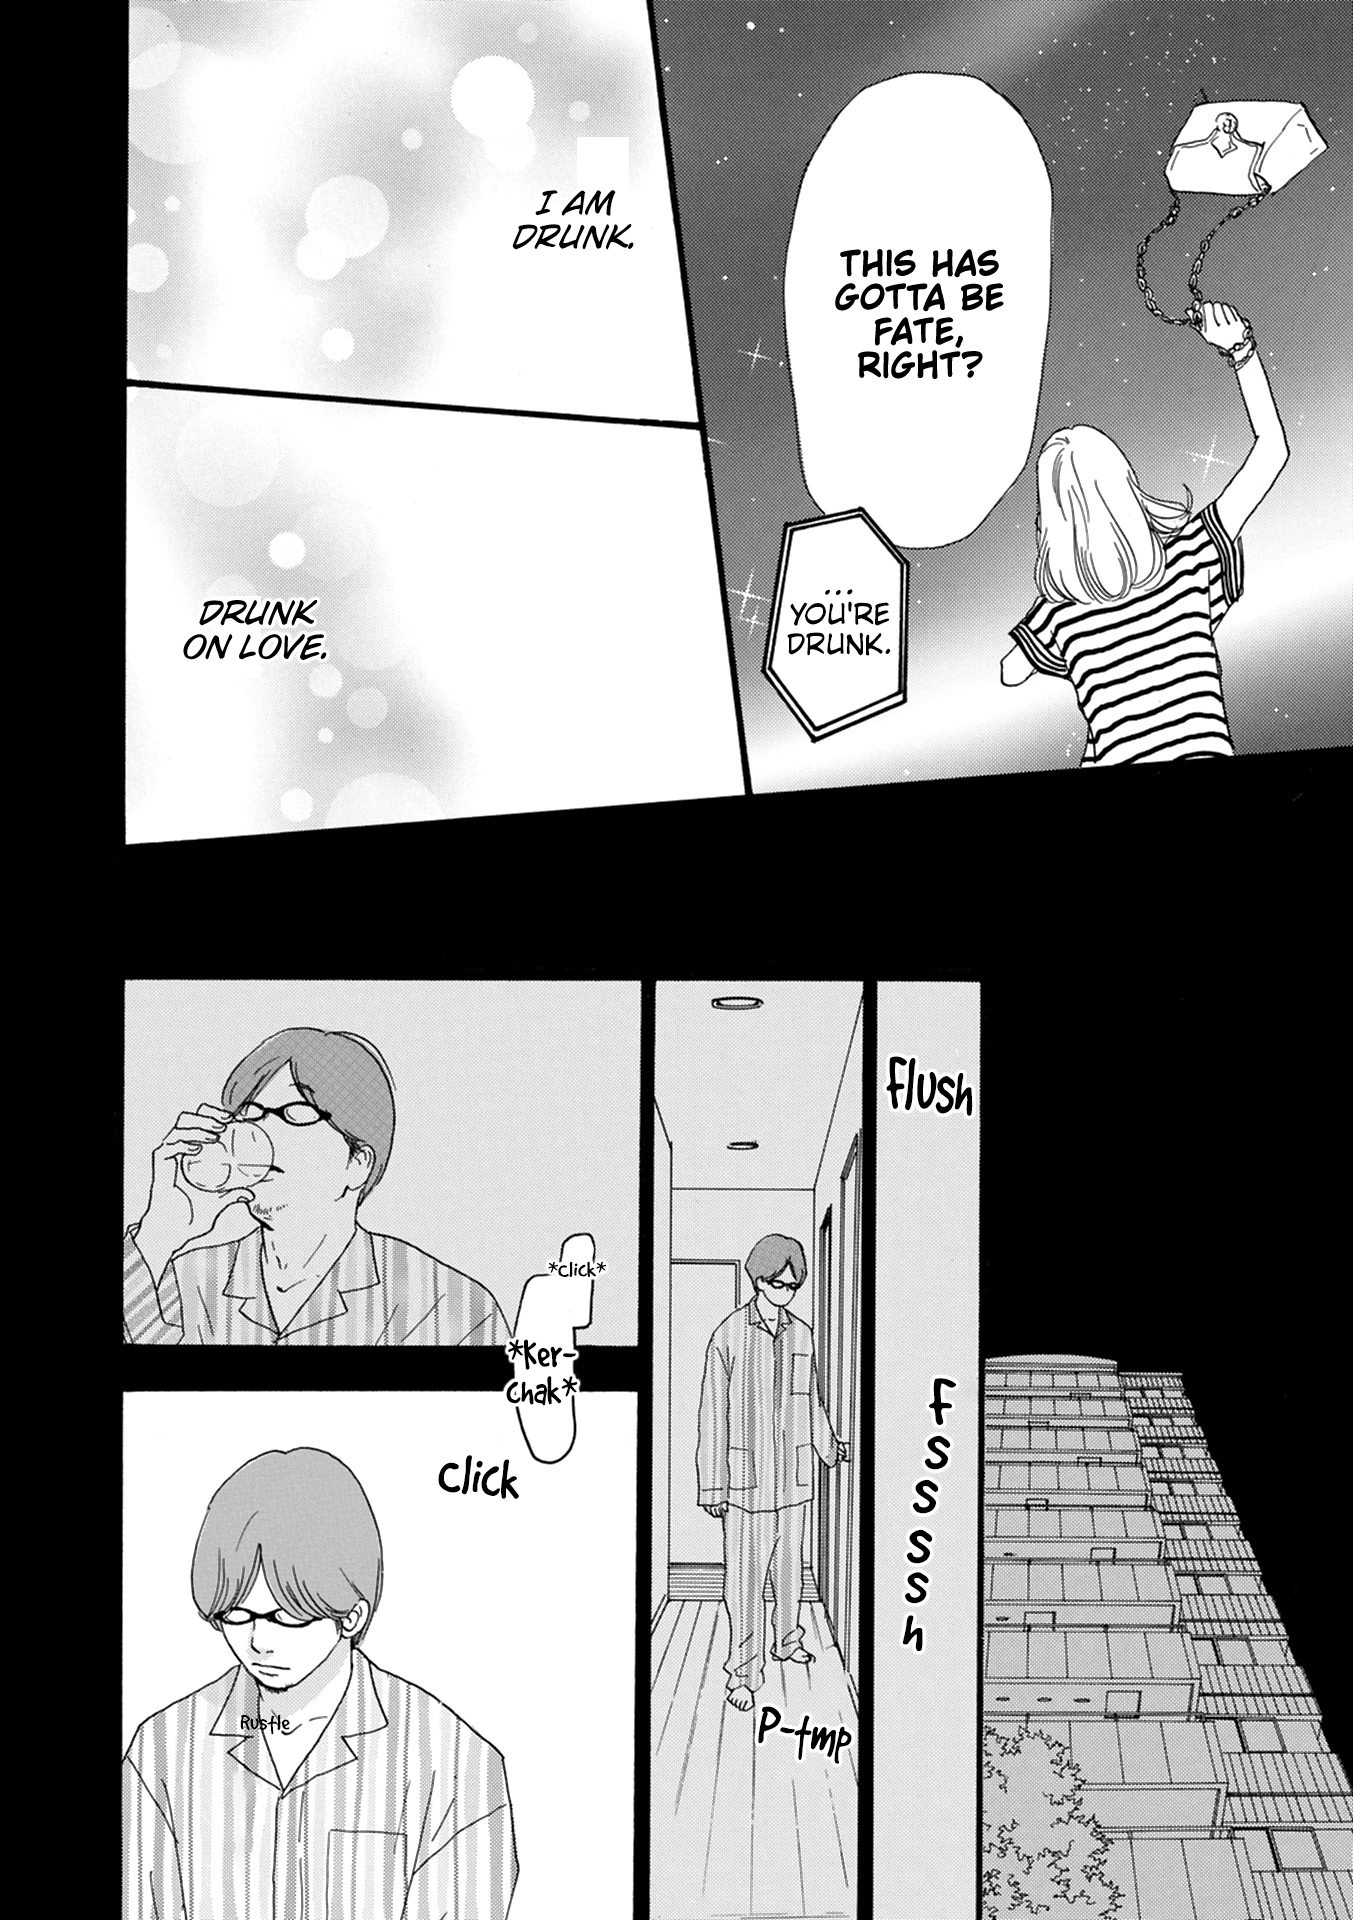 THIS HAS
GOTTA BE
FATE,
RIGHT?
...
YOU'RE
DRUNK.
I AM
DRUNK.
DRUNK
ON LOVE.
flush
fsssssh
P-tmp
*click*
*Ker-
chak*
click
Rustle